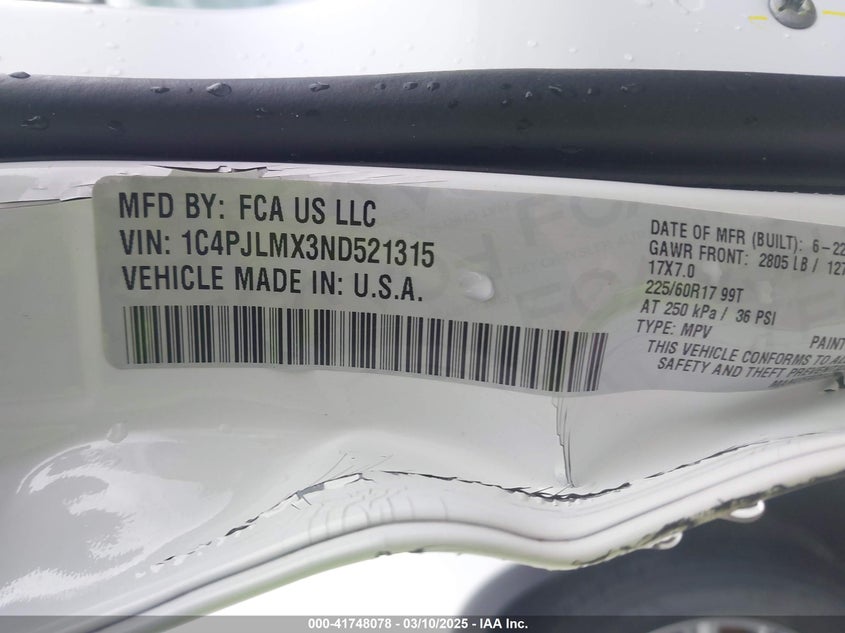 MFD BY: FCA US LLC
VIN: 1C4PJLMX3ND521315
VEHICLE MADE IN: U.S.A.
DATE OF MFR (BUILT): 6-22
GAWR FRONT: 2805 LB / 127
17X7.0
225/60R17 99T
AT 250 kPa / 36 PSI
TYPE: MPV
PAINT
THIS VEHICLE CONFORMS TO
SAFETY AND THEFT
000-41748078 - 03/10/2025 - IAA Inc.